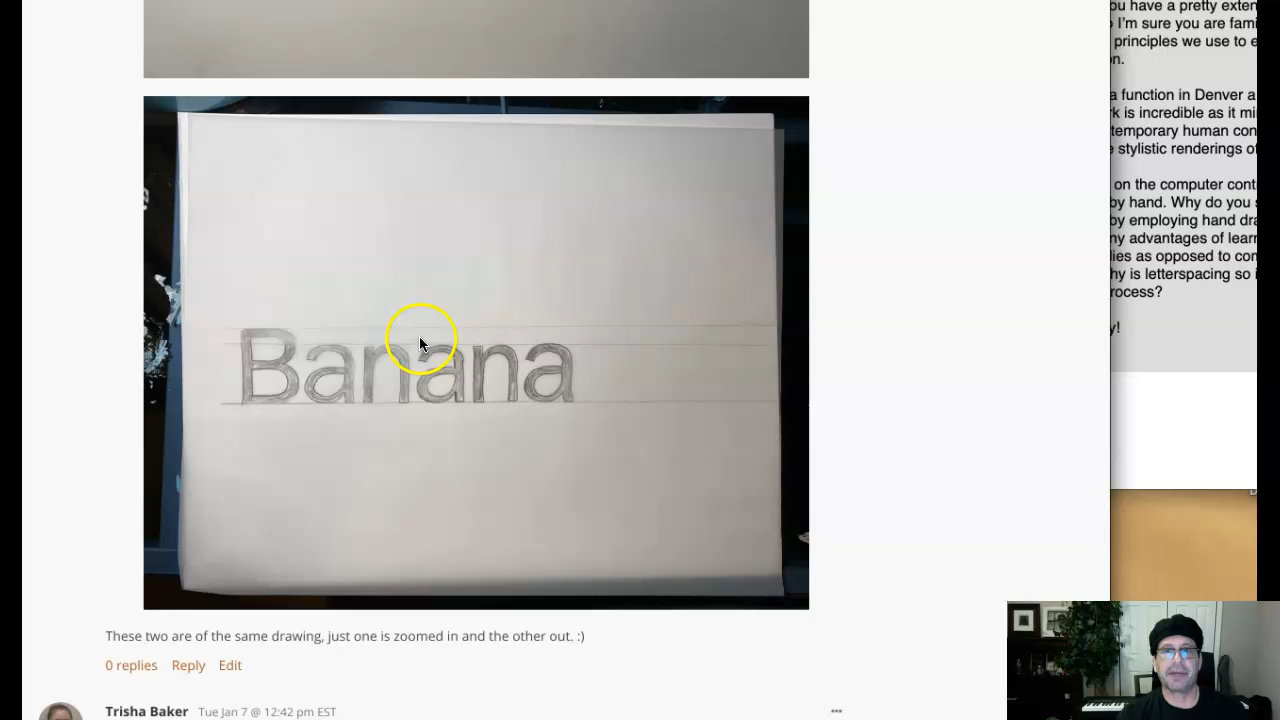 ou have a pretty exten
I'm sure you are fami
principles we use to e
on.
a function in Denver a
rk is incredible as it mi
temporary human con
e stylistic renderings of
on the computer cont
by hand. Why do you
by employing hand dra
ny advantages of learn
lies as opposed to con
hy is letterspacing so i
rocess?
y!
Banana
These two are of the same drawing, just one is zoomed in and the other out. :)
0 replies Reply Edit
Trisha Baker Tue Jan 7 @ 12:42 pm EST